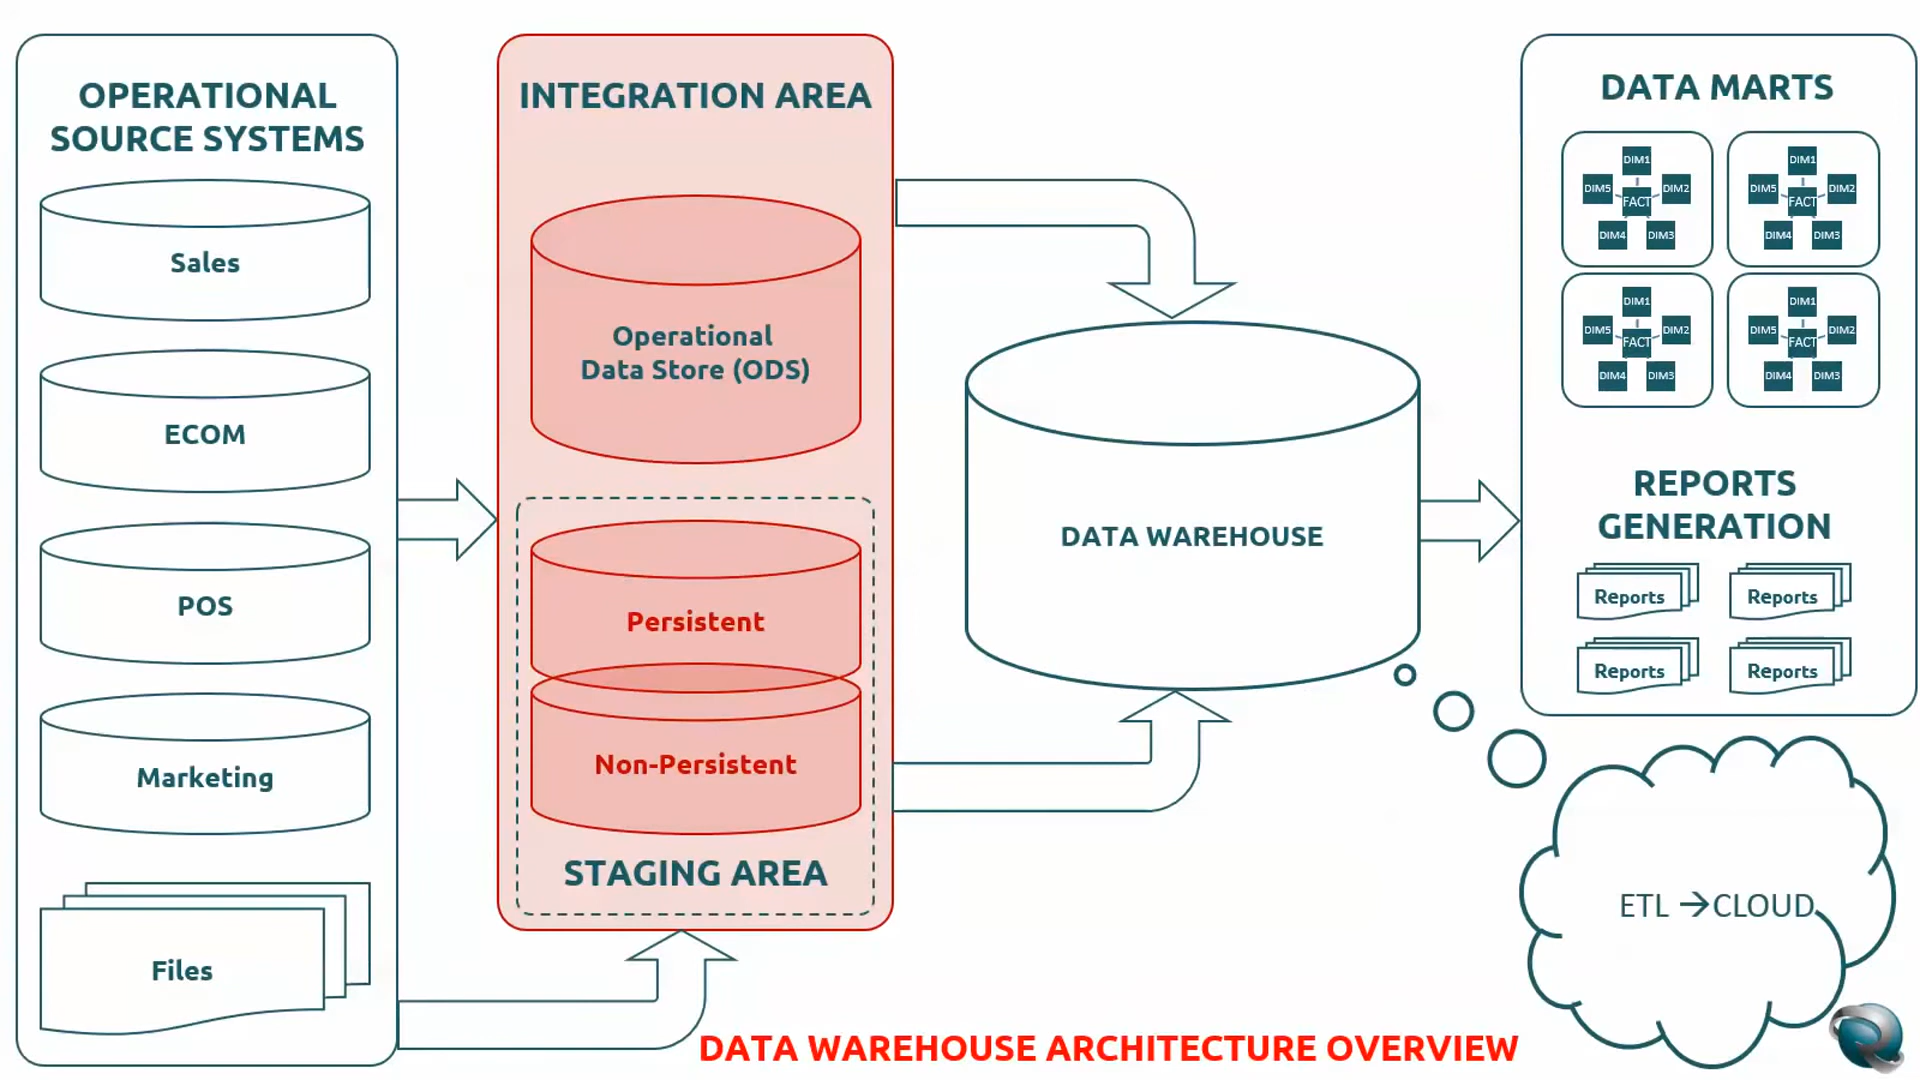 OPERATIONAL
SOURCE SYSTEMS
Sales
ECOM
POS
Marketing
Files
INTEGRATION AREA
Operational
Data Store (ODS)
Persistent
Non-Persistent
STAGING AREA
DATA WAREHOUSE
DATA MARTS
DIM1
DIM5
DIM2
FACT
DIM4
DIM3
DIM1
DIM5
DIM2
FACT
DIM4
DIM3
DIM1
DIM5
DIM2
FACT
DIM4
DIM3
DIM1
DIM5
DIM2
FACT
DIM4
DIM3
REPORTS
GENERATION
Reports
Reports
Reports
Reports
ETL →CLOUD
DATA WAREHOUSE ARCHITECTURE OVERVIEW